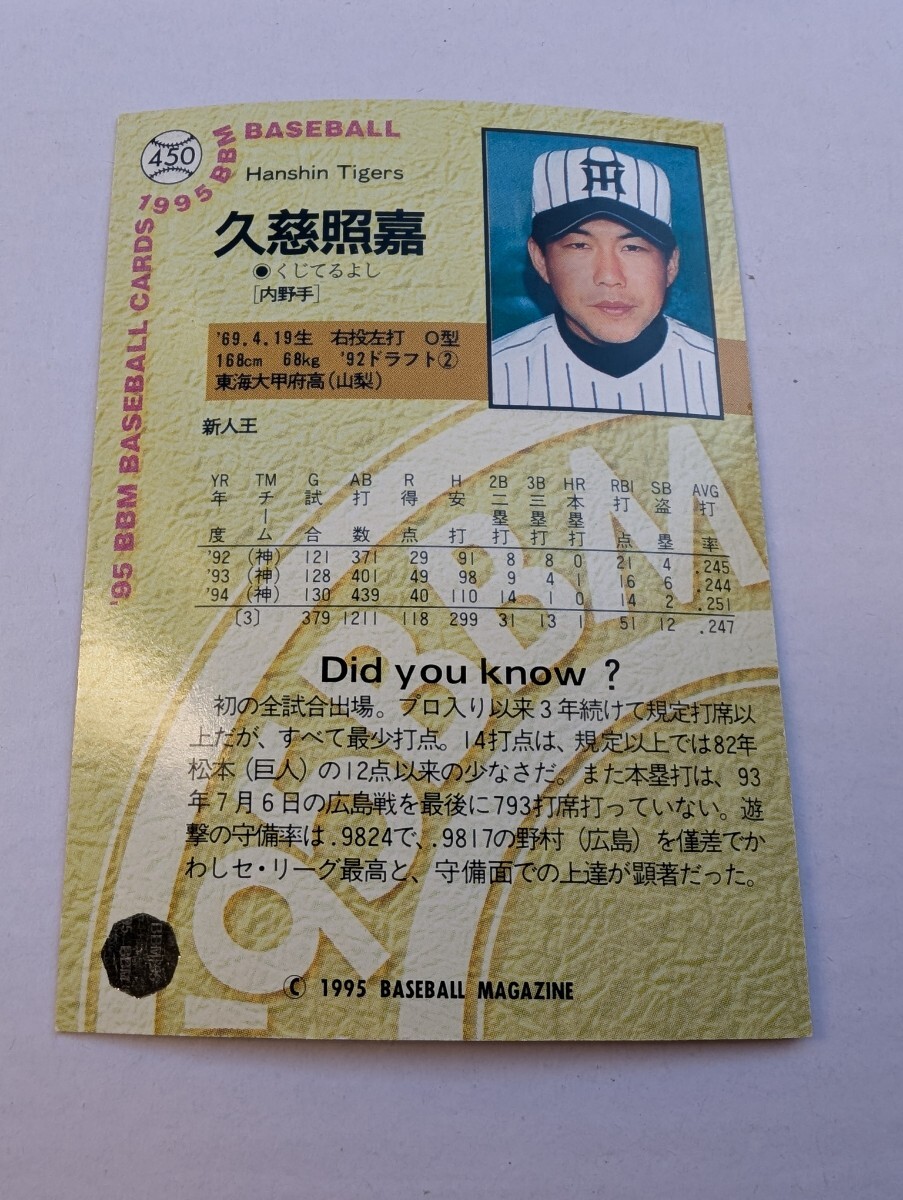 450
'95 BBM BASEBALL CARDS 1995 BBM BASEBALL
Hanshin Tigers
久慈照嘉
●くじてるよし
[内野手]
'69.4.19生 右投左打 O型
168cm 68kg '92ドラフト②
東海大甲府高(山梨)
新人王
YR TM G AB R H 2B 3B HR RBI SB AVG
年度 チーム 試合 打数 得点 安打 二塁打 三塁打 本塁打 打点 盗塁 打率
'92 (神) 121 371 29 91 8 8 0 21 4 .245
'93 (神) 128 401 49 98 9 4 1 16 6 .244
'94 (神) 130 439 40 110 14 1 0 14 2 .251
〔3〕 379 1211 118 299 31 13 1 51 12 .247
Did you know ?
初の全試合出場。プロ入り以来3年続けて規定打席以
上だが、すべて最少打点。14打点は、規定以上では82年
松本(巨人)の12点以来の少なさだ。また本塁打は、93
年7月6日の広島戦を最後に793打席打っていない。遊
撃の守備率は.9824で、.9817の野村(広島)を僅差でか
わしセ・リーグ最高と、守備面での上達が顕著だった。
'95 BBM
© 1995 BASEBALL MAGAZINE